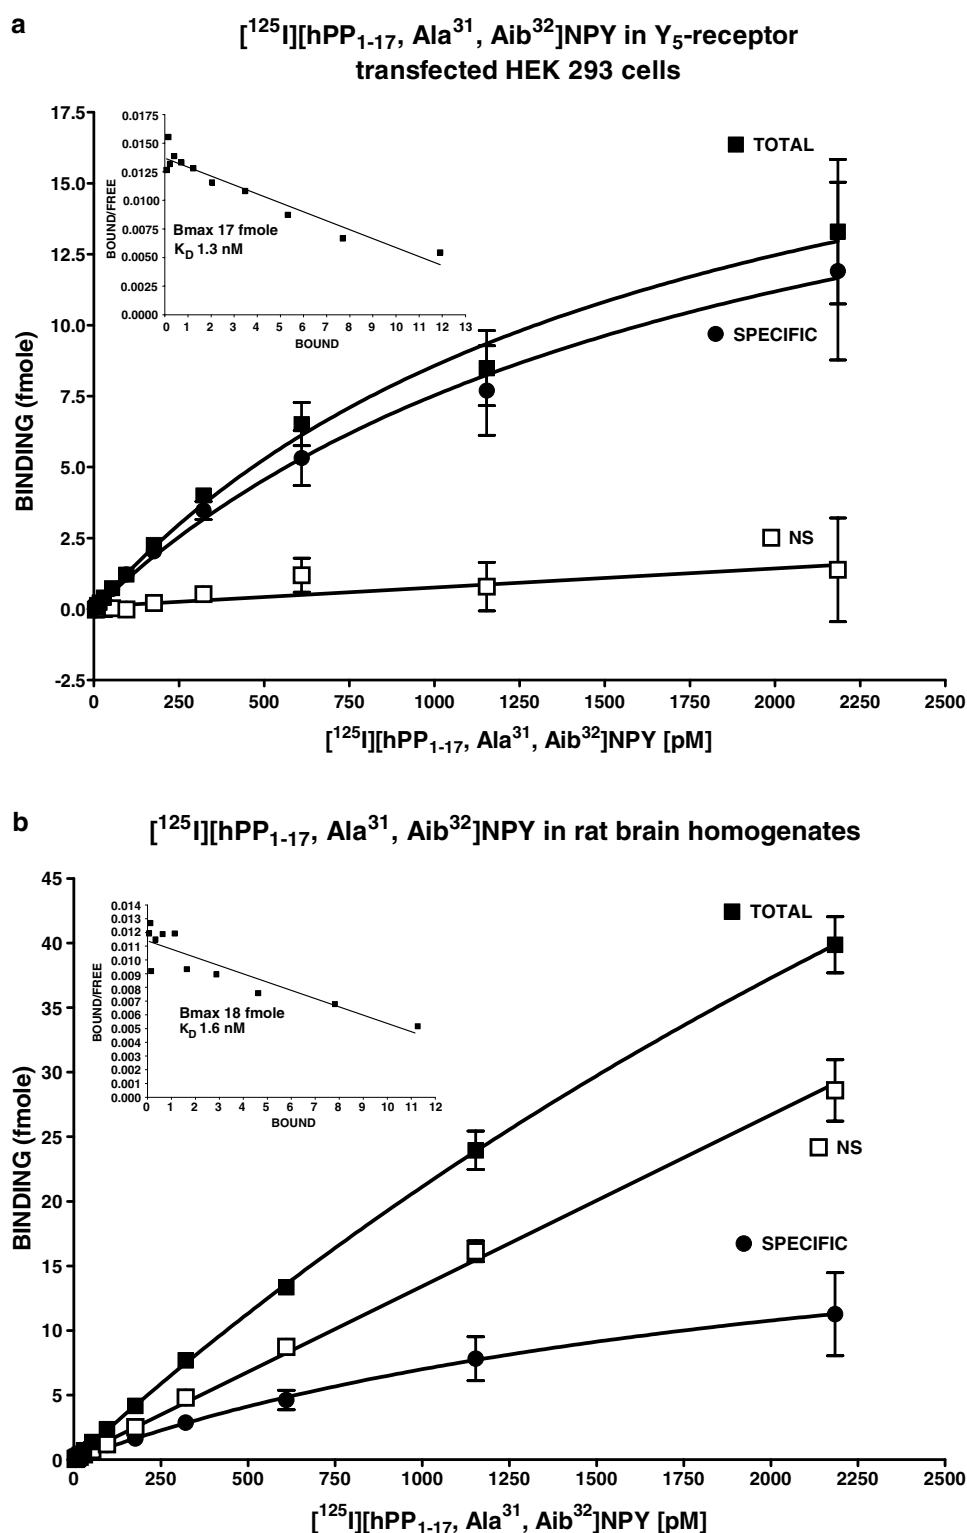 a
[¹²⁵I][hPP₁₋₁₇, Ala³¹, Aib³²]NPY in Y₅-receptor
transfected HEK 293 cells
17.5
15.0
12.5
10.0
7.5
5.0
2.5
0.0
-2.5
BINDING (fmole)
0.0175
0.0150
0.0125
0.0100
0.0075
0.0050
0.0025
0.0000
BOUND/FREE
Bmax 17 fmole
K_D 1.3 nM
0 1 2 3 4 5 6 7 8 9 10 11 12 13
BOUND
TOTAL
SPECIFIC
NS
0 250 500 750 1000 1250 1500 1750 2000 2250 2500
[¹²⁵I][hPP₁₋₁₇, Ala³¹, Aib³²]NPY [pM]
b
[¹²⁵I][hPP₁₋₁₇, Ala³¹, Aib³²]NPY in rat brain homogenates
45
40
35
30
25
20
15
10
5
0
BINDING (fmole)
0.014
0.013
0.012
0.011
0.010
0.009
0.008
0.007
0.006
0.005
0.004
0.003
0.002
0.001
0.000
BOUND/FREE
Bmax 18 fmole
K_D 1.6 nM
0 1 2 3 4 5 6 7 8 9 10 11 12
BOUND
TOTAL
NS
SPECIFIC
0 250 500 750 1000 1250 1500 1750 2000 2250 2500
[¹²⁵I][hPP₁₋₁₇, Ala³¹, Aib³²]NPY [pM]